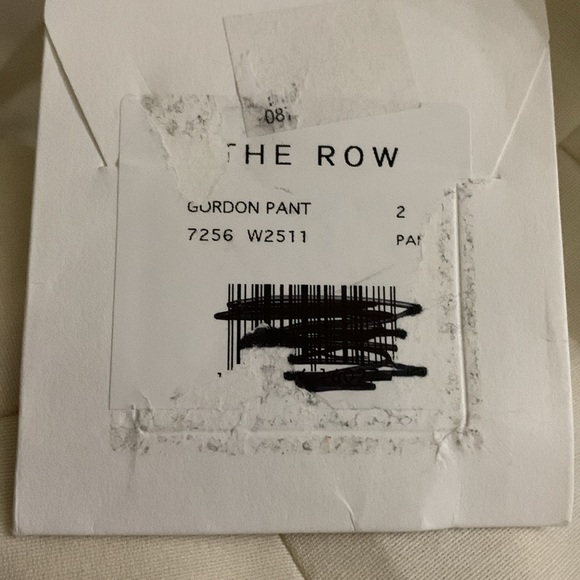 THE ROW
GORDON PANT 2
7256 W2511